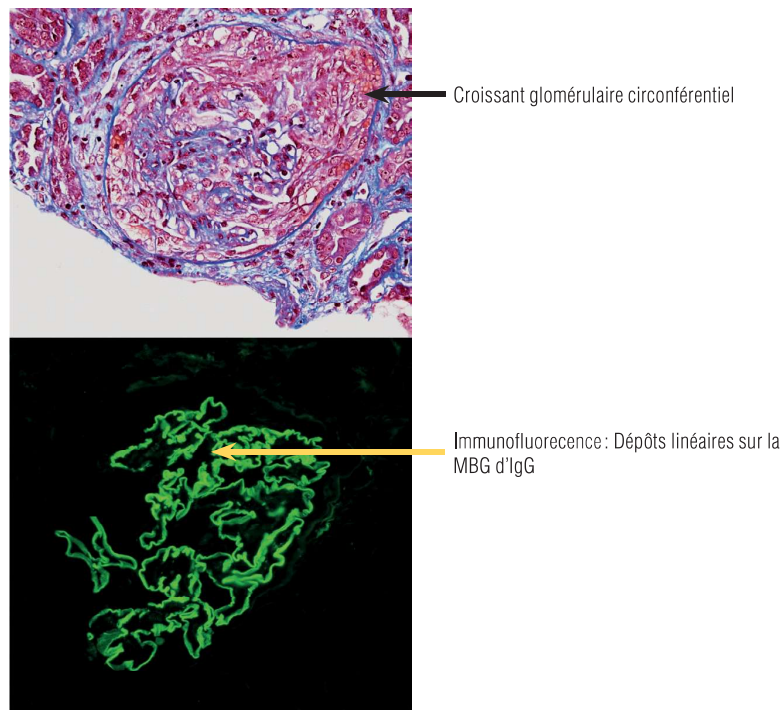 Croissant glomérulaire circonférentiel
Immunofluorecence : Dépôts linéaires sur la
MBG d'IgG